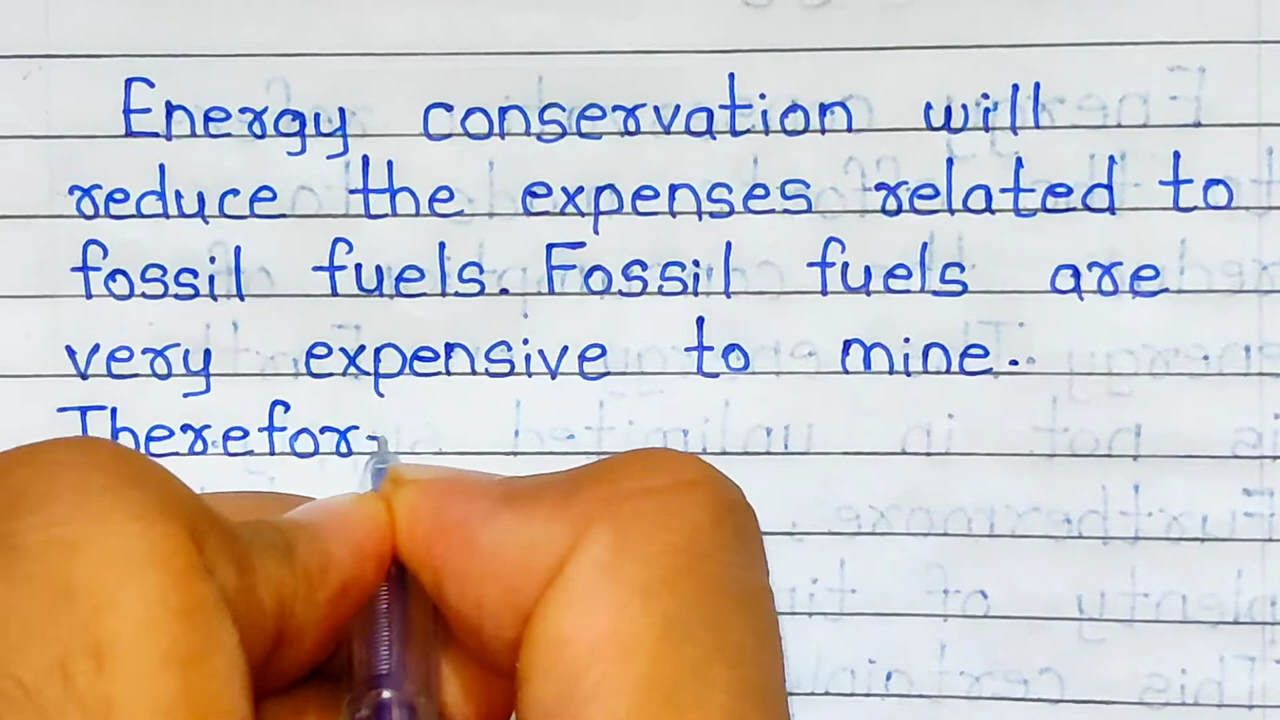 Energy conservation will
reduce the expenses related to
fossil fuels. Fossil fuels are
very expensive to mine..
Therefor